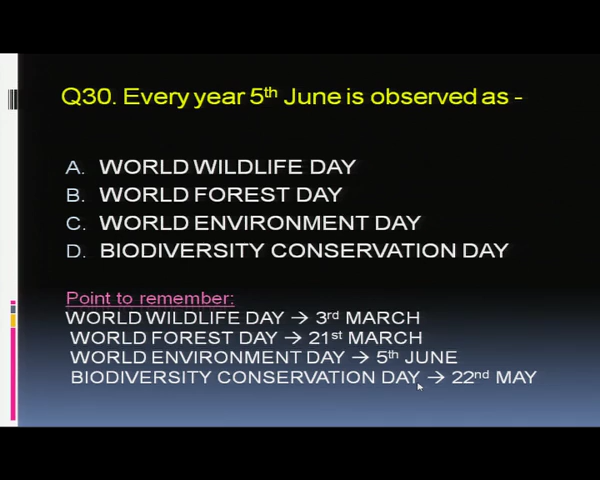 Q30. Every year 5th June is observed as -
A. WORLD WILDLIFE DAY
B. WORLD FOREST DAY
C. WORLD ENVIRONMENT DAY
D. BIODIVERSITY CONSERVATION DAY
Point to remember:
WORLD WILDLIFE DAY → 3rd MARCH
WORLD FOREST DAY → 21st MARCH
WORLD ENVIRONMENT DAY → 5th JUNE
BIODIVERSITY CONSERVATION DAY → 22nd MAY